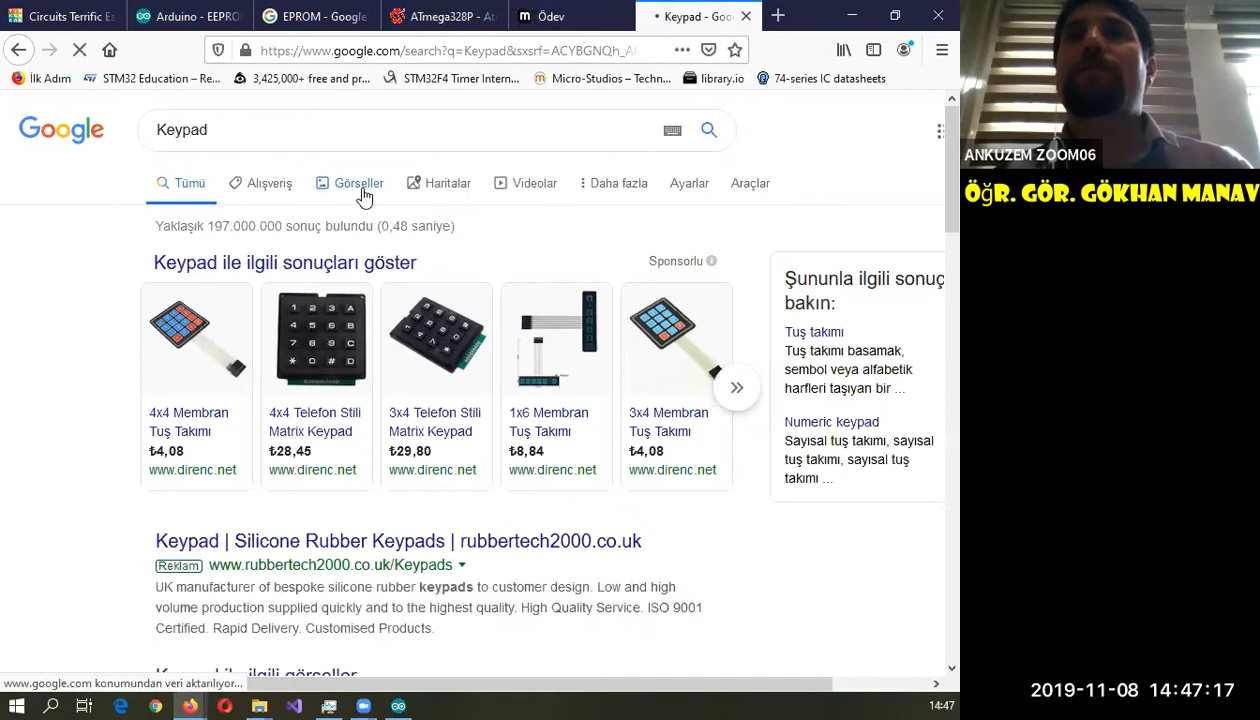 Circuits Terrific Es
Arduino - EEPRO
EPROM - Google
ATmega328P - At
Ödev
Keypad - Goo
https://www.google.com/search?q=Keypad&sxsrf=ACYBGNQh_A
İlk Adım
STM32 Education – Re...
3,425,000+ free and pr...
STM32F4 Timer Intern...
Micro-Studios – Techn...
library.io
74-series IC datasheets
Google
Keypad
Tümü
Alışveriş
Görseller
Haritalar
Videolar
Daha fazla
Ayarlar
Araçlar
Yaklaşık 197.000.000 sonuç bulundu (0,48 saniye)
Keypad ile ilgili sonuçları göster
Sponsorlu
4x4 Membran
Tuş Takımı
₺4,08
www.direnc.net
4x4 Telefon Stili
Matrix Keypad
₺28,45
www.direnc.net
3x4 Telefon Stili
Matrix Keypad
₺29,80
www.direnc.net
1x6 Membran
Tuş Takımı
₺8,84
www.direnc.net
3x4 Membran
Tuş Takımı
₺4,08
www.direnc.net
Şununla ilgili sonuç
bakın:
Tuş takımı
Tuş takımı basamak,
sembol veya alfabetik
harfleri taşıyan bir ...
Numeric keypad
Sayısal tuş takımı, sayısal
tuş takımı, sayısal tuş
takımı ...
Keypad | Silicone Rubber Keypads | rubbertech2000.co.uk
Reklam www.rubbertech2000.co.uk/Keypads
UK manufacturer of bespoke silicone rubber keypads to customer design. Low and high
volume production supplied quickly and to the highest quality. High Quality Service. ISO 9001
Certified. Rapid Delivery. Customised Products.
Keypad ile ilgili görseller
www.google.com konumundan veri aktarılıyor...
14:47
ANKUZEM ZOOM06
ÖğR. GÖR. GÖKHAN MANAV
2019-11-08 14:47:17